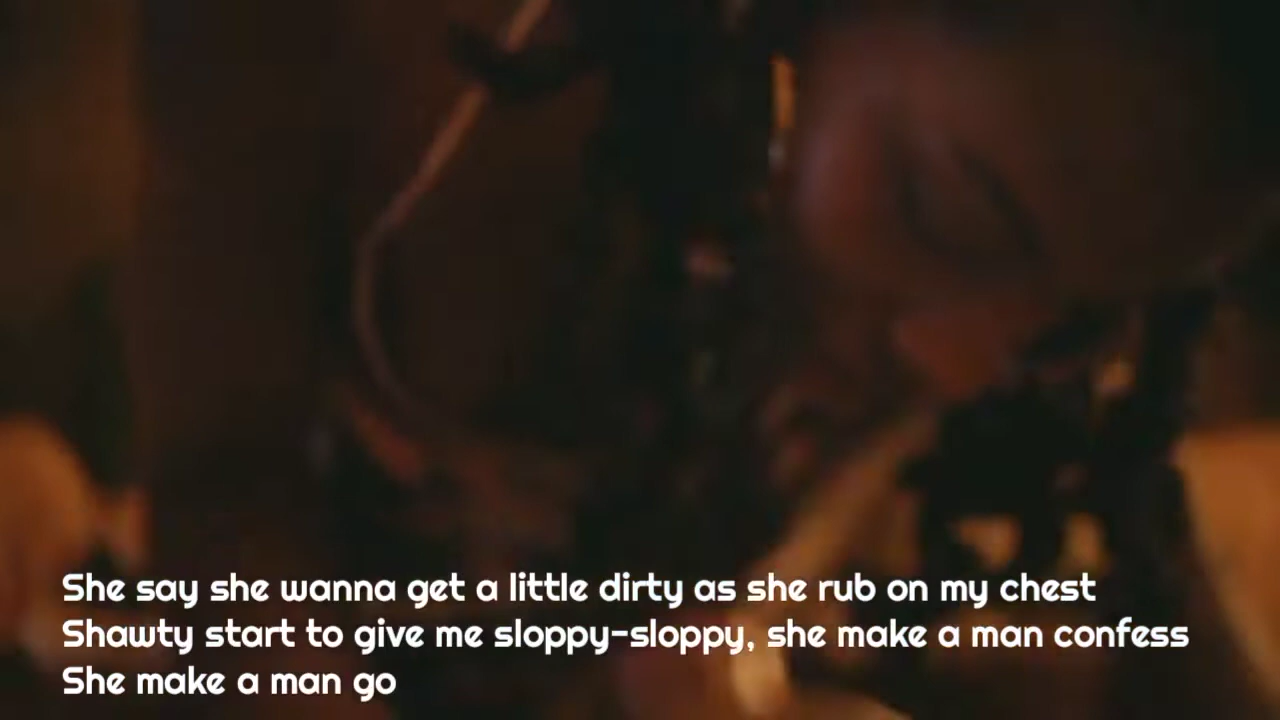 She say she wanna get a little dirty as she rub on my chest
Shawty start to give me sloppy-sloppy, she make a man confess
She make a man go